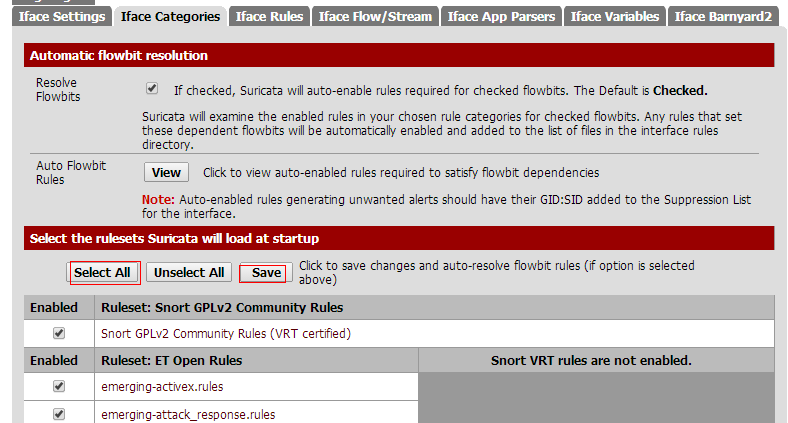 Iface Settings Iface Categories Iface Rules Iface Flow/Stream Iface App Parsers Iface Variables Iface Barnyard2
Automatic flowbit resolution
Resolve Flowbits
If checked, Suricata will auto-enable rules required for checked flowbits. The Default is Checked.
Suricata will examine the enabled rules in your chosen rule categories for checked flowbits. Any rules that set
these dependent flowbits will be automatically enabled and added to the list of files in the interface rules
directory.
Auto Flowbit Rules
View Click to view auto-enabled rules required to satisfy flowbit dependencies
Note: Auto-enabled rules generating unwanted alerts should have their GID:SID added to the Suppression List
for the interface.
Select the rulesets Suricata will load at startup
Select All Unselect All Save Click to save changes and auto-resolve flowbit rules (if option is selected
above)
Enabled Ruleset: Snort GPLv2 Community Rules
Snort GPLv2 Community Rules (VRT certified)
Enabled Ruleset: ET Open Rules Snort VRT rules are not enabled.
emerging-activex.rules
emerging-attack_response.rules